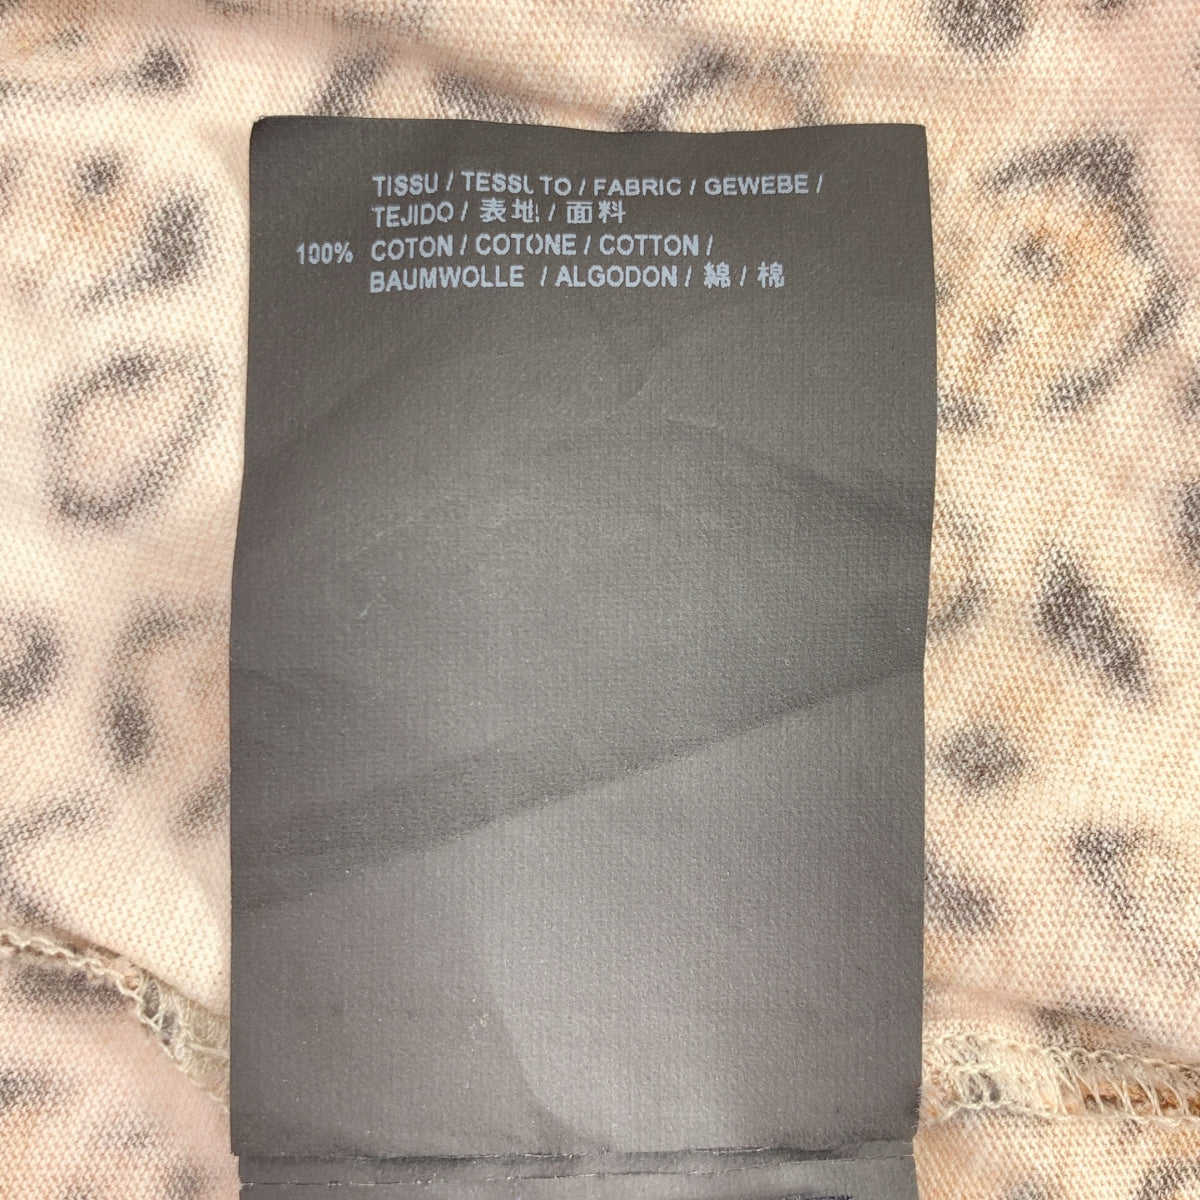 TISSU / TESSUTO / FABRIC / GEWEBE /
TEJIDO / 表地 / 面料
100% COTON / COTONE / COTTON /
BAUMWOLLE / ALGODON / 綿 / 棉